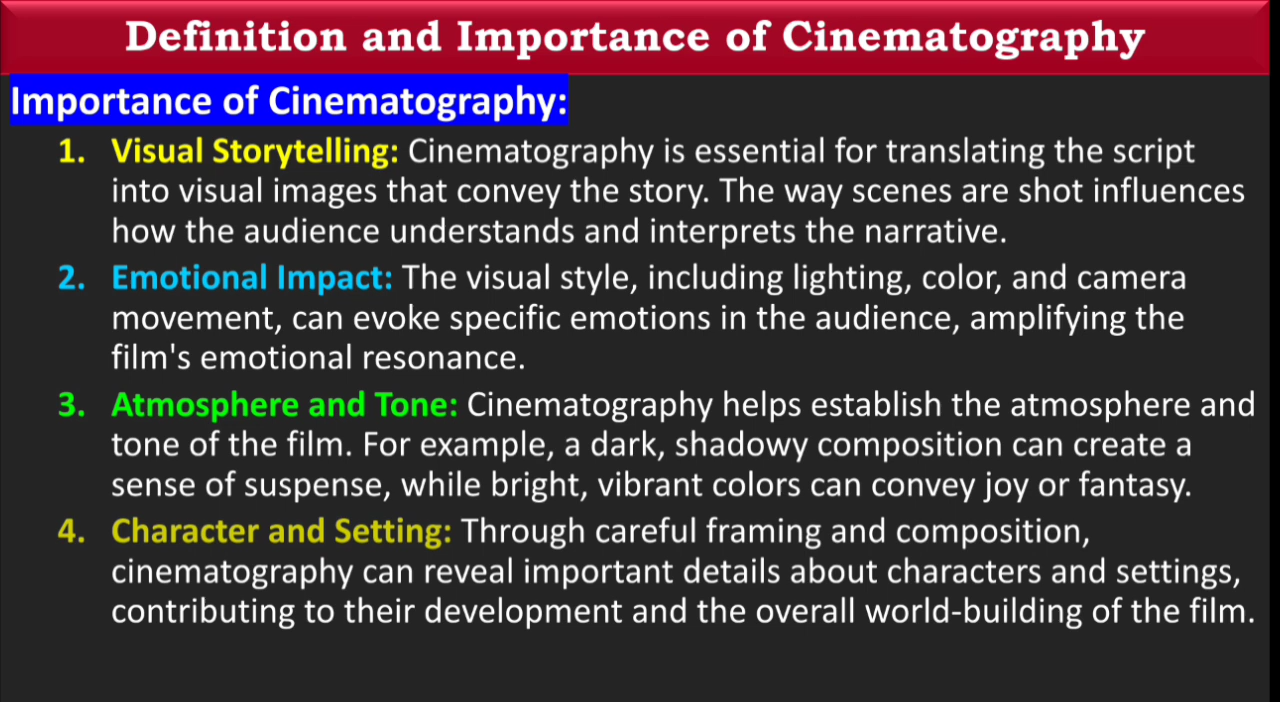 Definition and Importance of Cinematography
Importance of Cinematography:
1. Visual Storytelling: Cinematography is essential for translating the script
into visual images that convey the story. The way scenes are shot influences
how the audience understands and interprets the narrative.
2. Emotional Impact: The visual style, including lighting, color, and camera
movement, can evoke specific emotions in the audience, amplifying the
film's emotional resonance.
3. Atmosphere and Tone: Cinematography helps establish the atmosphere and
tone of the film. For example, a dark, shadowy composition can create a
sense of suspense, while bright, vibrant colors can convey joy or fantasy.
4. Character and Setting: Through careful framing and composition,
cinematography can reveal important details about characters and settings,
contributing to their development and the overall world-building of the film.